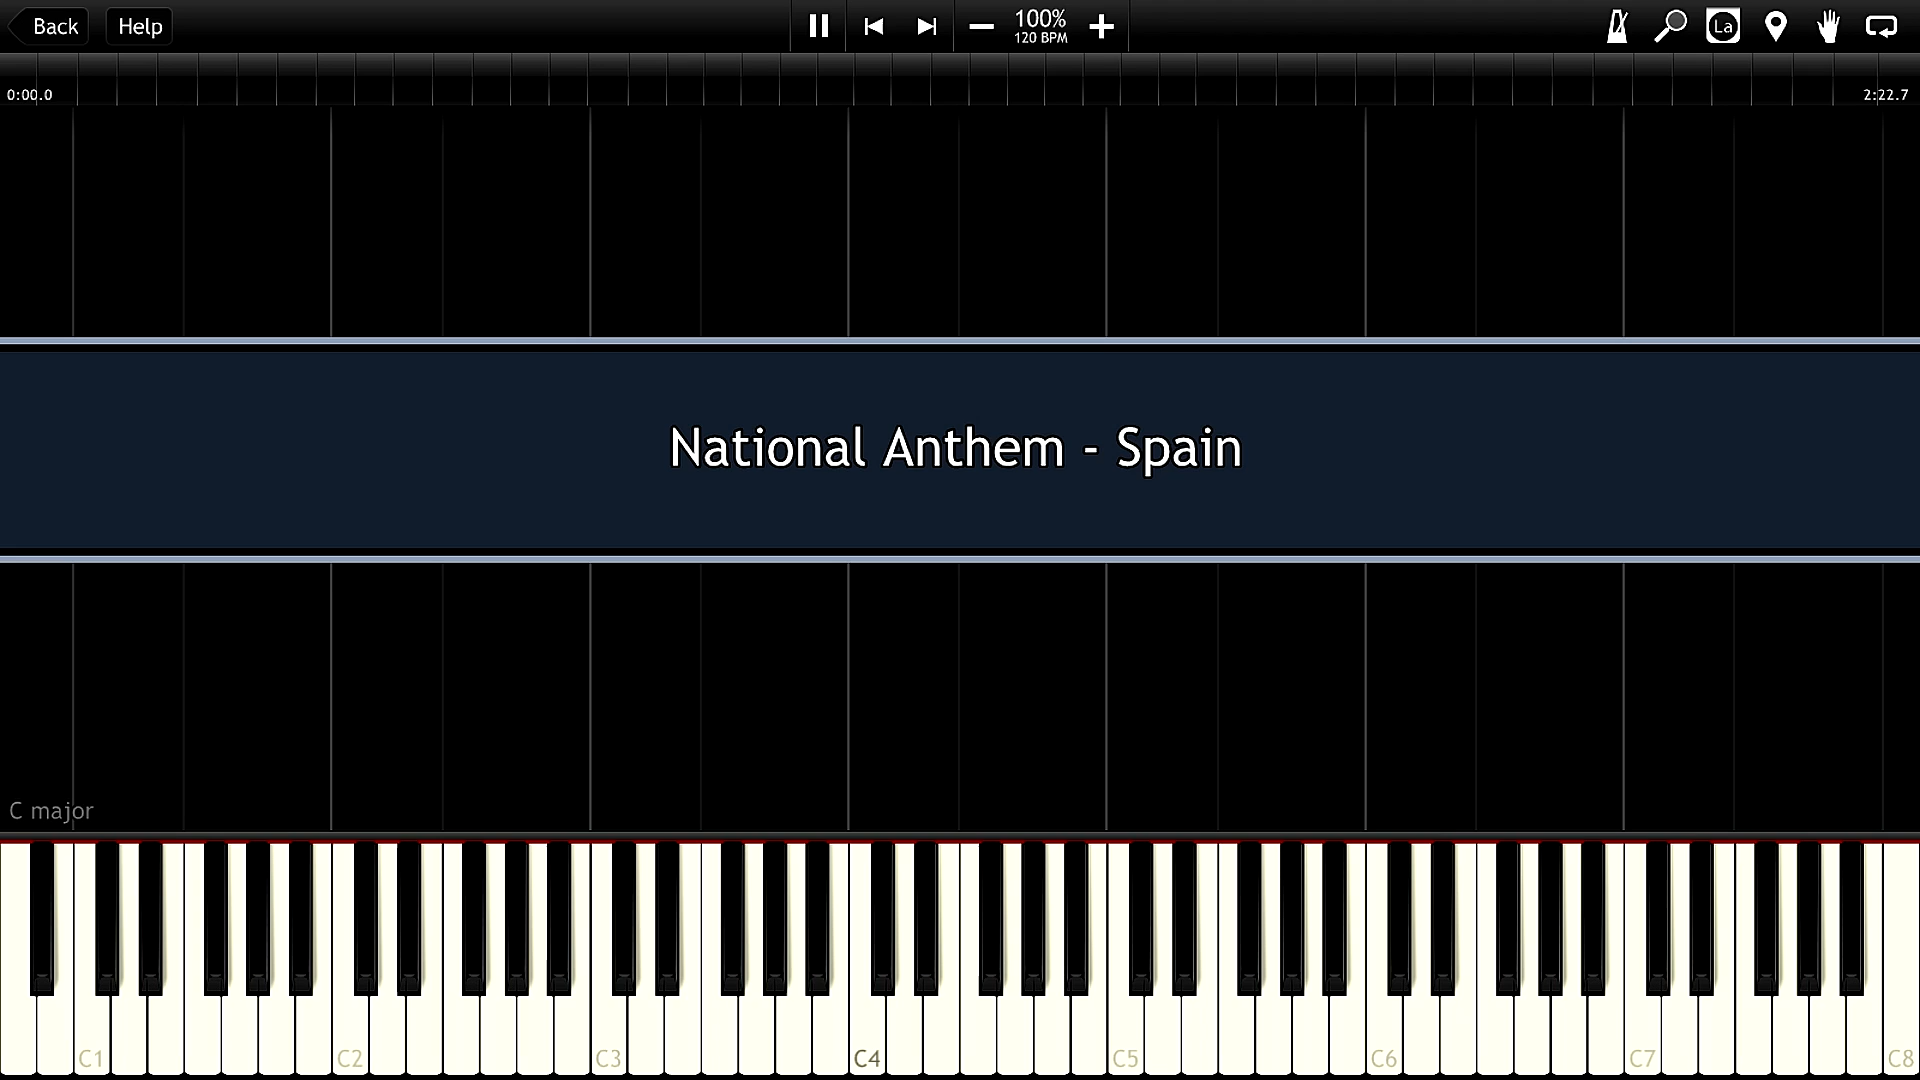 Back
Help
100%
120 BPM
La
0:00.0
2:22.7
National Anthem - Spain
C major
C1
C2
C3
C4
C5
C6
C7
C8